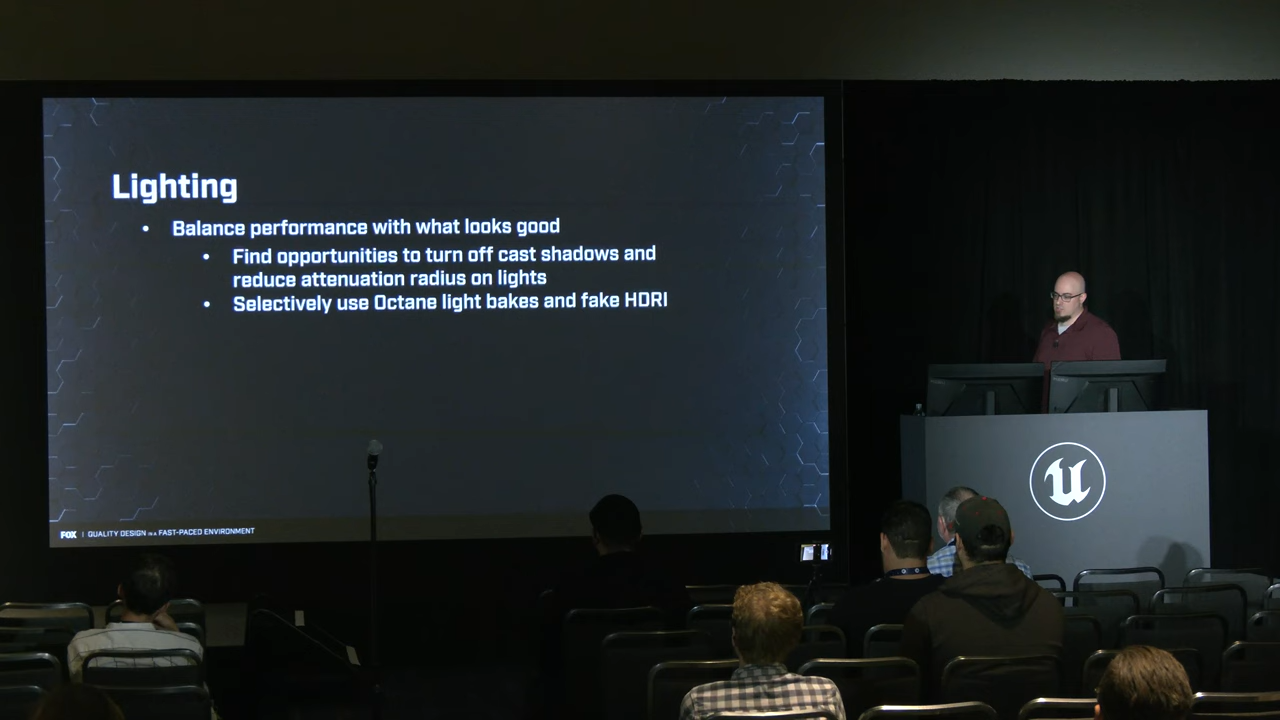 Lighting
• Balance performance with what looks good
• Find opportunities to turn off cast shadows and
reduce attenuation radius on lights
• Selectively use Octane light bakes and fake HDRI
FOX | QUALITY DESIGN IN A FAST-PACED ENVIRONMENT